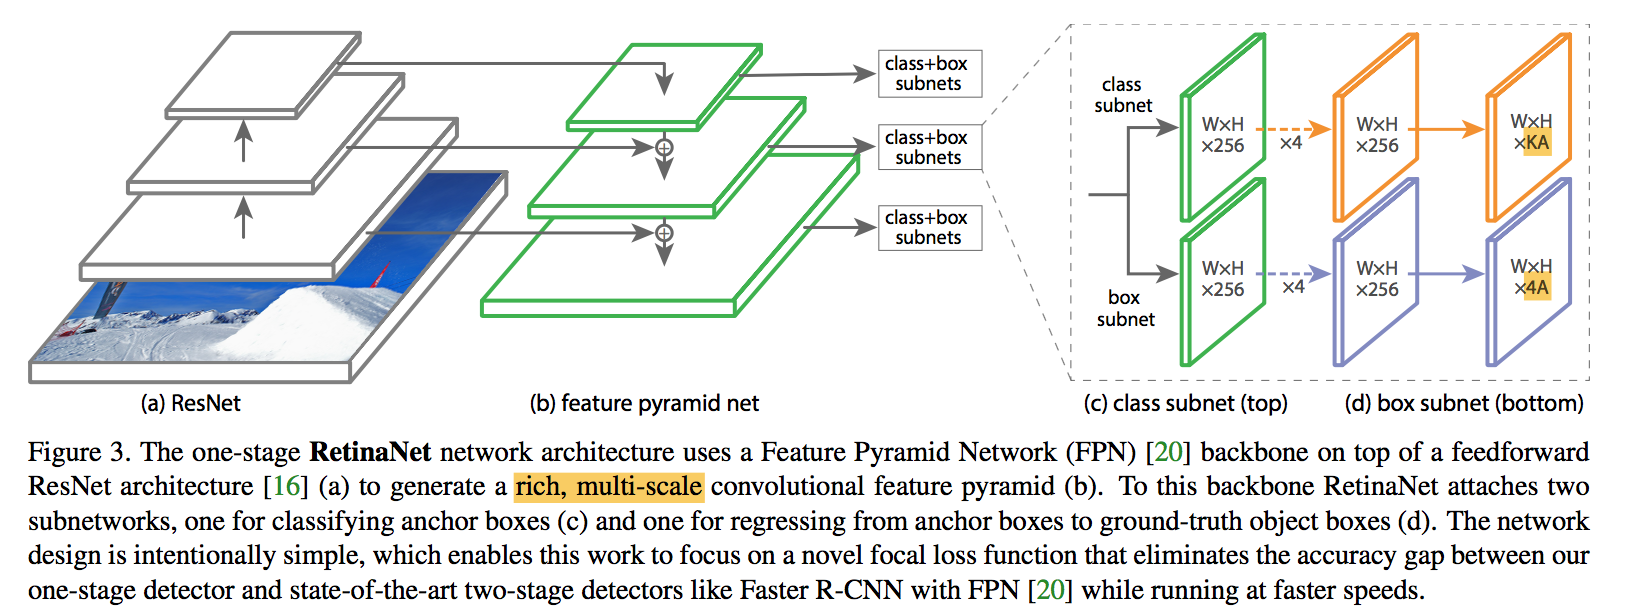 class+box
subnets
class+box
subnets
class+box
subnets
class
subnet
W×H
×256
×4
W×H
×256
W×H
×KA
box
subnet
W×H
×256
×4
W×H
×256
W×H
×4A
(a) ResNet
(b) feature pyramid net
(c) class subnet (top)
(d) box subnet (bottom)
Figure 3. The one-stage RetinaNet network architecture uses a Feature Pyramid Network (FPN) [20] backbone on top of a feedforward
ResNet architecture [16] (a) to generate a rich, multi-scale convolutional feature pyramid (b). To this backbone RetinaNet attaches two
subnetworks, one for classifying anchor boxes (c) and one for regressing from anchor boxes to ground-truth object boxes (d). The network
design is intentionally simple, which enables this work to focus on a novel focal loss function that eliminates the accuracy gap between our
one-stage detector and state-of-the-art two-stage detectors like Faster R-CNN with FPN [20] while running at faster speeds.